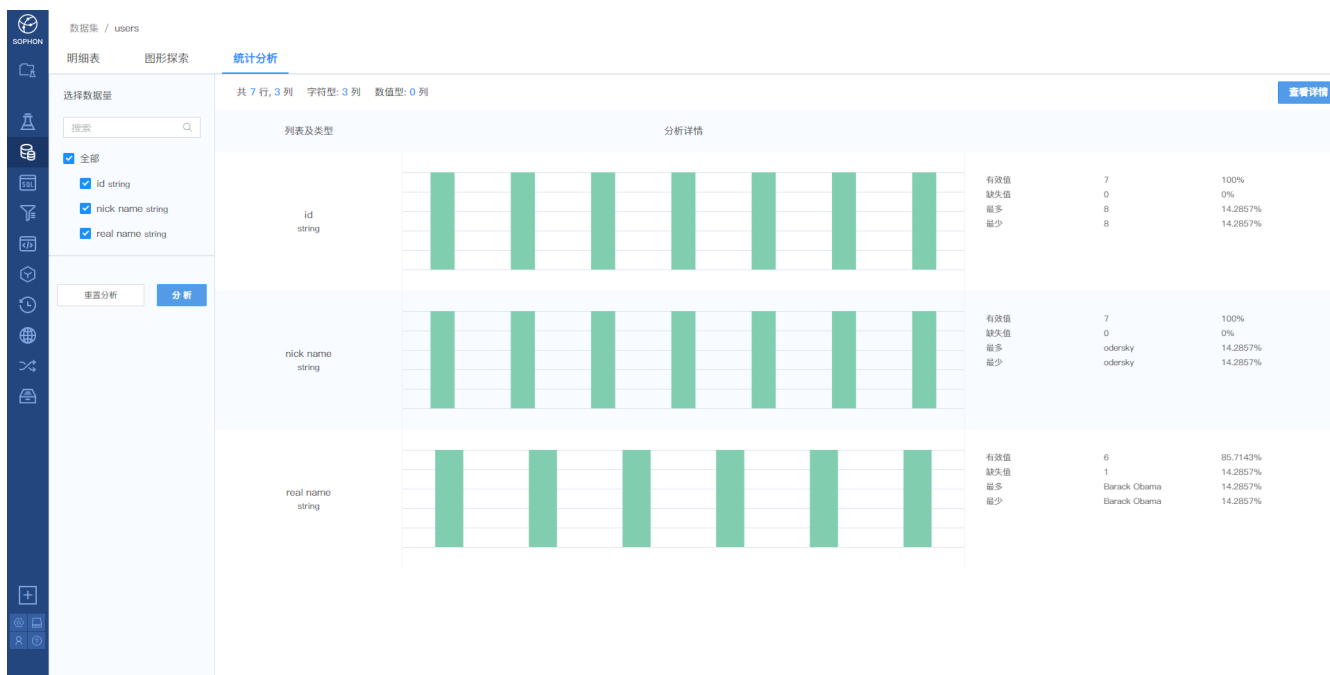 SOPHON
数据集 / users
明细表 图形探索 统计分析
选择数据量
搜索
全部
id string
nick name string
real name string
重置分析 分 析
共 7 行, 3 列 字符型: 3 列 数值型: 0 列
查看详情
列表及类型 分析详情
id
string
有效值 7 100%
缺失值 0 0%
最多 8 14.2857%
最少 8 14.2857%
nick name
string
有效值 7 100%
缺失值 0 0%
最多 odersky 14.2857%
最少 odersky 14.2857%
real name
string
有效值 6 85.7143%
缺失值 1 14.2857%
最多 Barack Obama 14.2857%
最少 Barack Obama 14.2857%
SQL